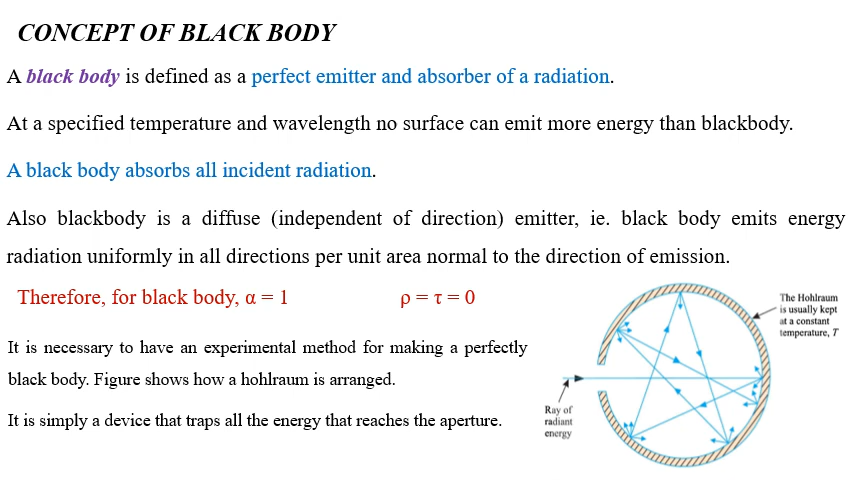 CONCEPT OF BLACK BODY
A black body is defined as a perfect emitter and absorber of a radiation.
At a specified temperature and wavelength no surface can emit more energy than blackbody.
A black body absorbs all incident radiation.
Also blackbody is a diffuse (independent of direction) emitter, ie. black body emits energy
radiation uniformly in all directions per unit area normal to the direction of emission.
Therefore, for black body, α = 1 ρ = τ = 0
It is necessary to have an experimental method for making a perfectly
black body. Figure shows how a hohlraum is arranged.
It is simply a device that traps all the energy that reaches the aperture.
The Hohlraum
is usually kept
at a constant
temperature, T
Ray of
radiant
energy